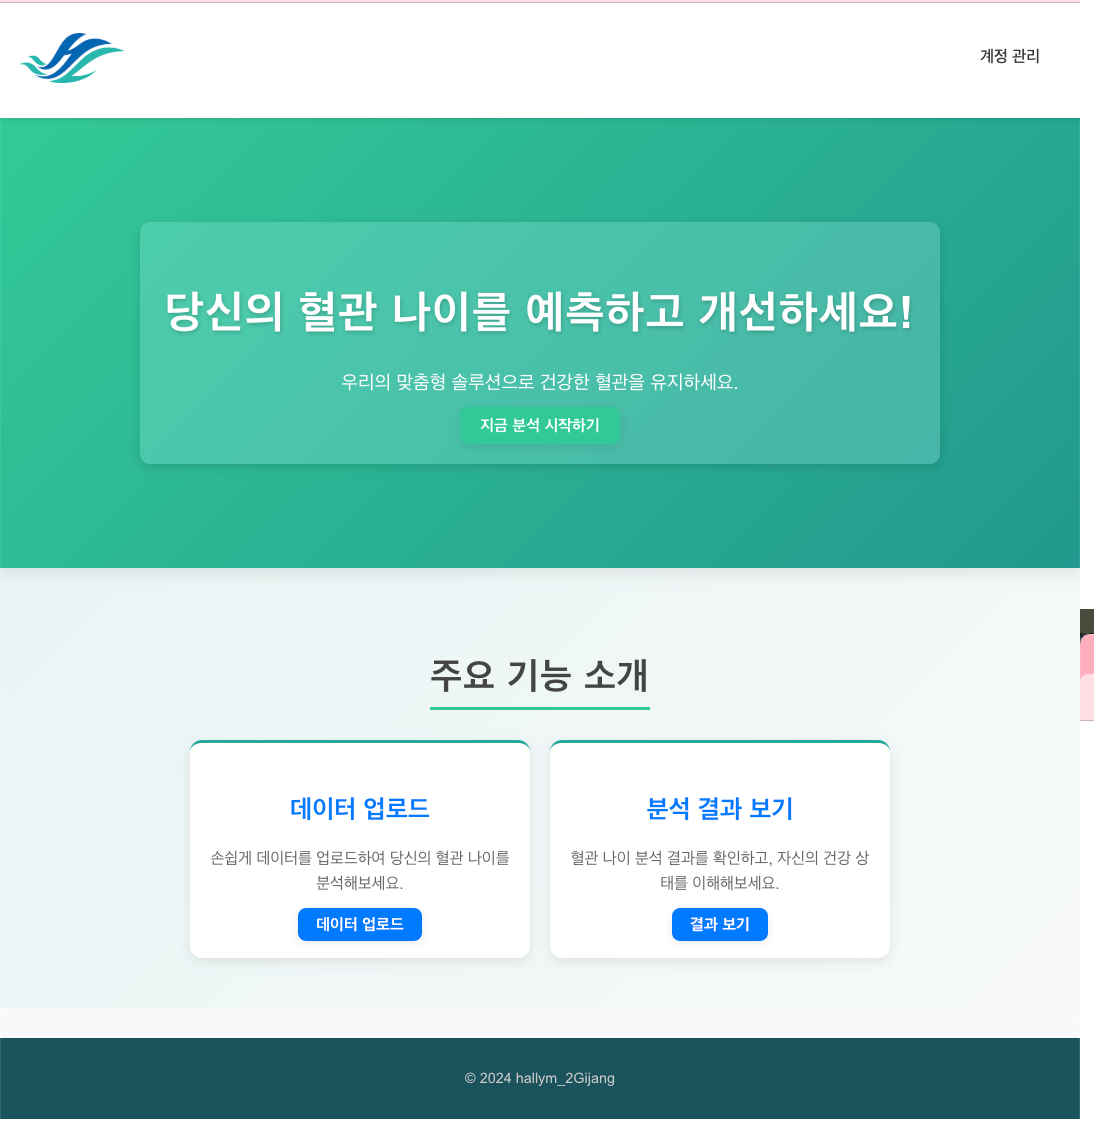 계정 관리
당신의 혈관 나이를 예측하고 개선하세요!
우리의 맞춤형 솔루션으로 건강한 혈관을 유지하세요.
지금 분석 시작하기
주요 기능 소개
데이터 업로드
손쉽게 데이터를 업로드하여 당신의 혈관 나이를
분석해보세요.
데이터 업로드
분석 결과 보기
혈관 나이 분석 결과를 확인하고, 자신의 건강 상
태를 이해해보세요.
결과 보기
© 2024 hallym_2Gijang